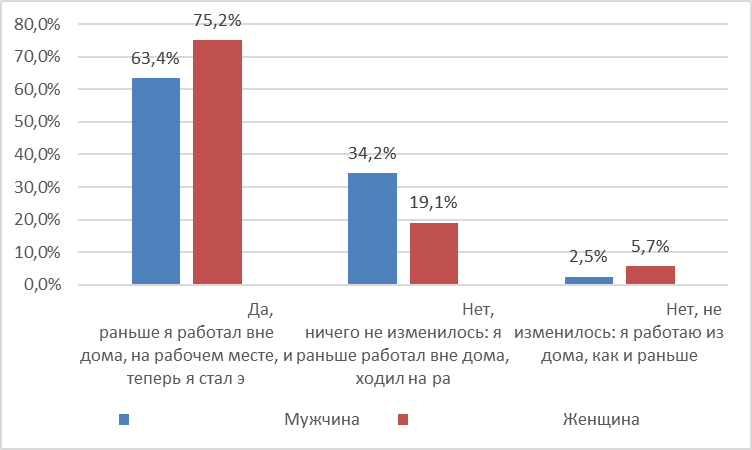 80,0%
70,0%
60,0%
50,0%
40,0%
30,0%
20,0%
10,0%
0,0%
63,4%
75,2%
34,2%
19,1%
2,5%
5,7%
Да,
раньше я работал вне
дома, на рабочем месте, и
теперь я стал э
Нет,
ничего не изменилось: я
раньше работал вне дома,
ходил на ра
Нет, не
изменилось: я работаю из
дома, как и раньше
Мужчина
Женщина